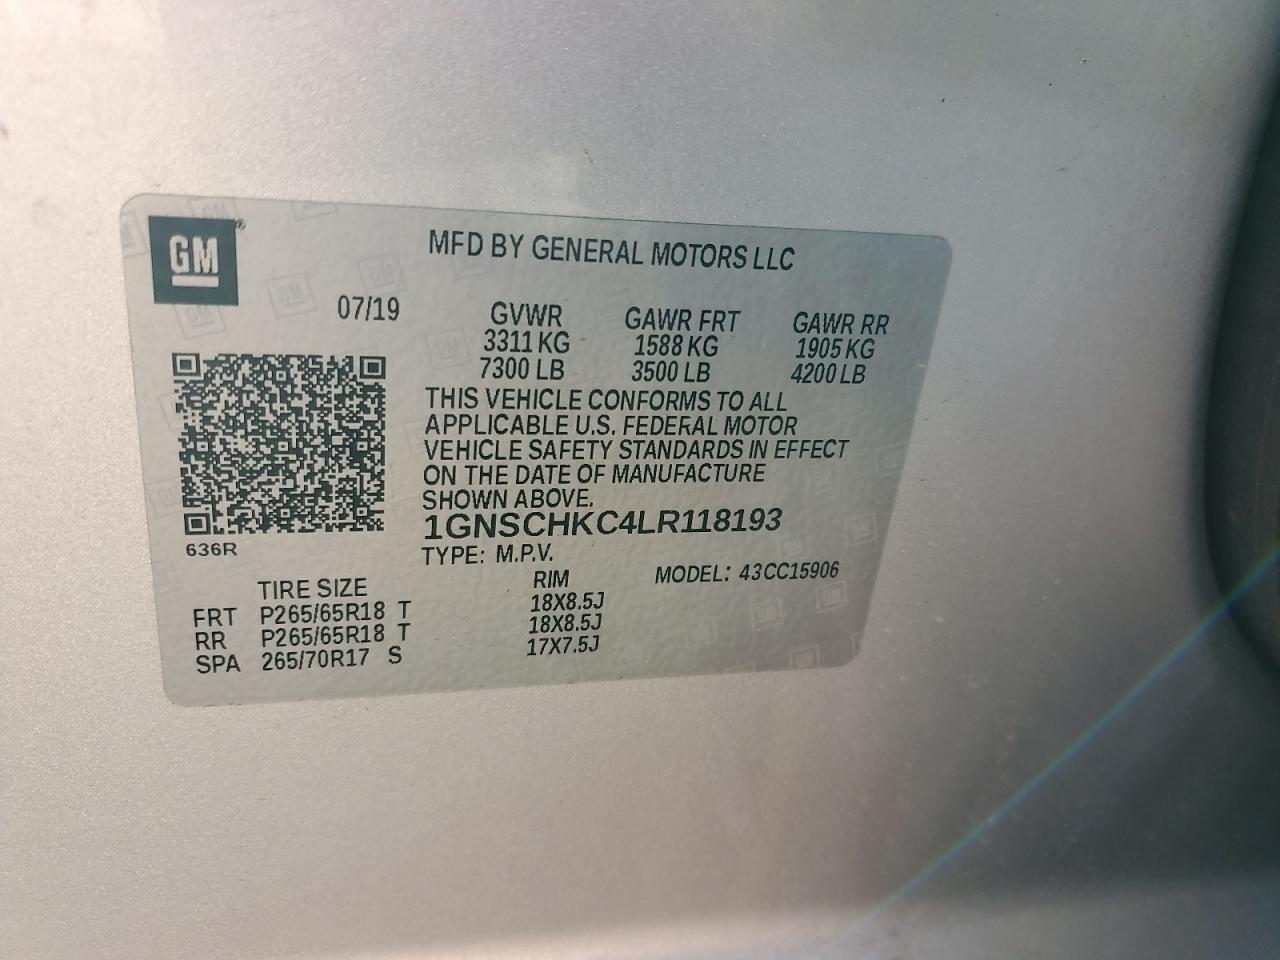 GM
MFD BY GENERAL MOTORS LLC
07/19 GVWR GAWR FRT GAWR RR
3311 KG 1588 KG 1905 KG
7300 LB 3500 LB 4200 LB
THIS VEHICLE CONFORMS TO ALL
APPLICABLE U.S. FEDERAL MOTOR
VEHICLE SAFETY STANDARDS IN EFFECT
ON THE DATE OF MANUFACTURE
SHOWN ABOVE.
1GNSCHKC4LR118193
636R
TYPE: M.P.V. MODEL: 43CC15906
TIRE SIZE RIM
FRT P265/65R18 T 18X8.5J
RR P265/65R18 T 18X8.5J
SPA 265/70R17 S 17X7.5J